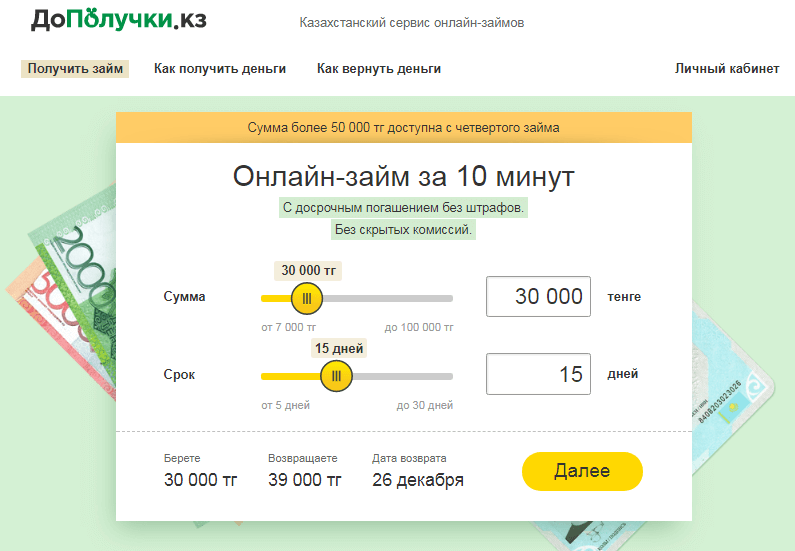 ДоПолучки.кз
Казахстанский сервис онлайн-займов
Получить займ Как получить деньги Как вернуть деньги Личный кабинет
Сумма более 50 000 тг доступна с четвертого займа
Онлайн-займ за 10 минут
С досрочным погашением без штрафов.
Без скрытых комиссий.
30 000 тг
Сумма 30 000 тенге
от 7 000 тг до 100 000 тг
15 дней
Срок 15 дней
от 5 дней до 30 дней
Берете Возвращаете Дата возврата
30 000 тг 39 000 тг 26 декабря
Далее
2000
5000
8408203023026